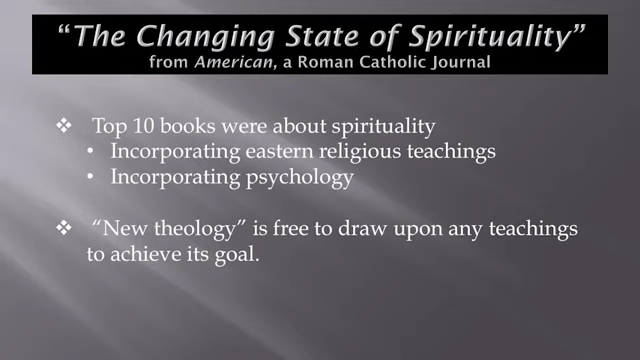 “The Changing State of Spirituality”
from American, a Roman Catholic Journal
❖ Top 10 books were about spirituality
• Incorporating eastern religious teachings
• Incorporating psychology
❖ “New theology” is free to draw upon any teachings
to achieve its goal.